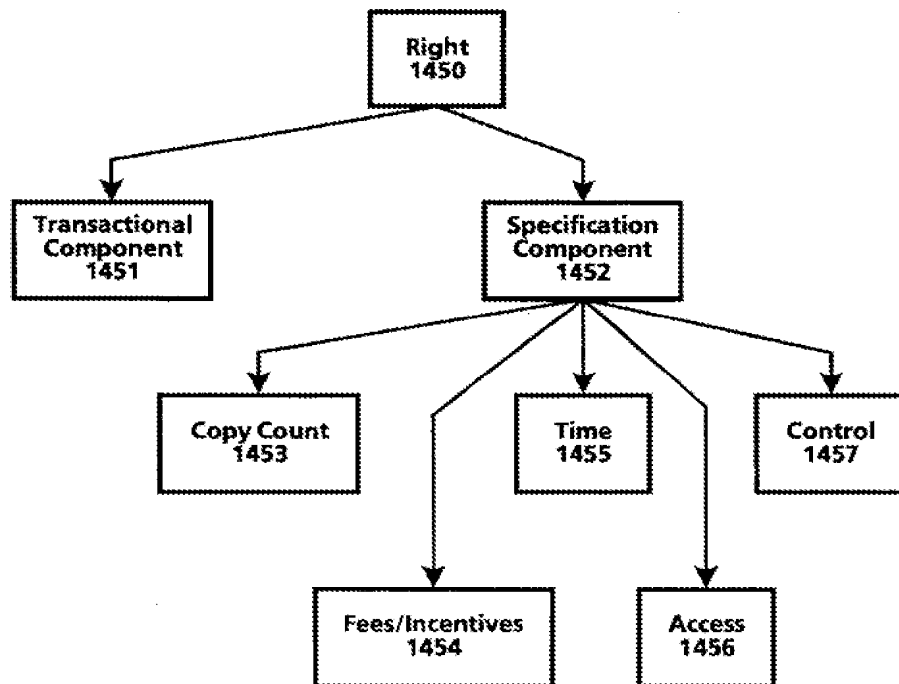 Right
1450
Transactional
Component
1451
Specification
Component
1452
Copy Count
1453
Time
1455
Control
1457
Fees/Incentives
1454
Access
1456